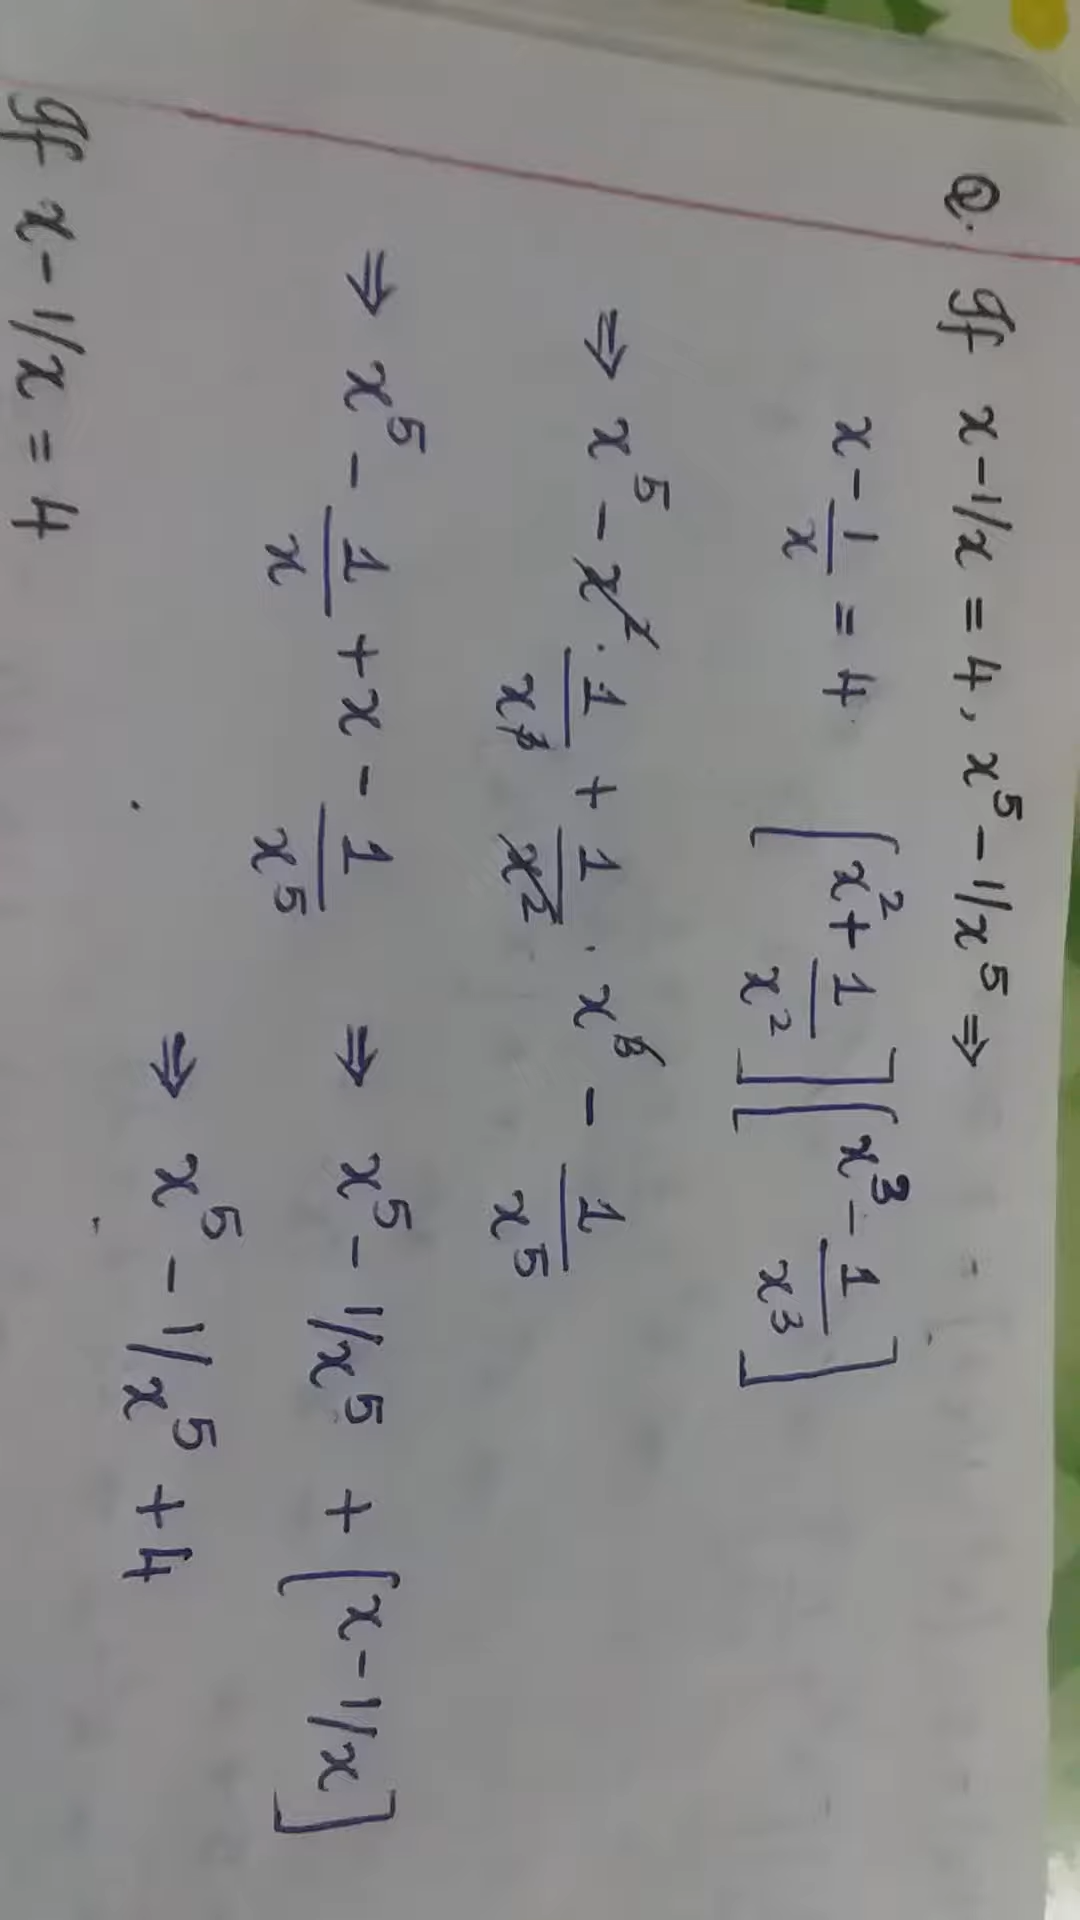 Q. If x-1/x = 4, x⁵ - 1/x⁵ ⇒
x - 1/x = 4 [x² + 1/x²][x³ - 1/x³]
⇒ x⁵ - x² · 1/x³ + 1/x² · x³ - 1/x⁵
⇒ x⁵ - 1/x + x - 1/x⁵ ⇒ x⁵ - 1/x⁵ + [x - 1/x]
⇒ x⁵ - 1/x⁵ + 4
If x - 1/x = 4